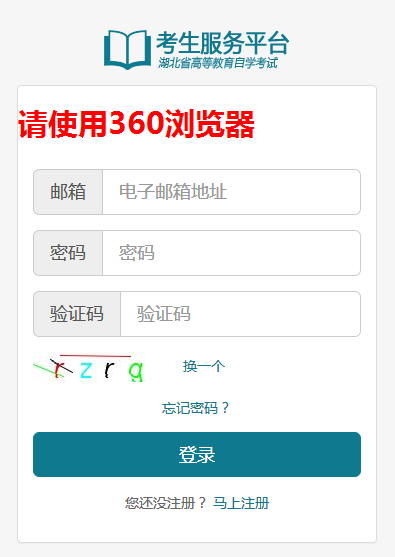 考生服务平台
湖北省高等教育自学考试
请使用360浏览器
邮箱 电子邮箱地址
密码 密码
验证码 验证码
r z r g 换一个
忘记密码？
登录
您还没注册？ 马上注册